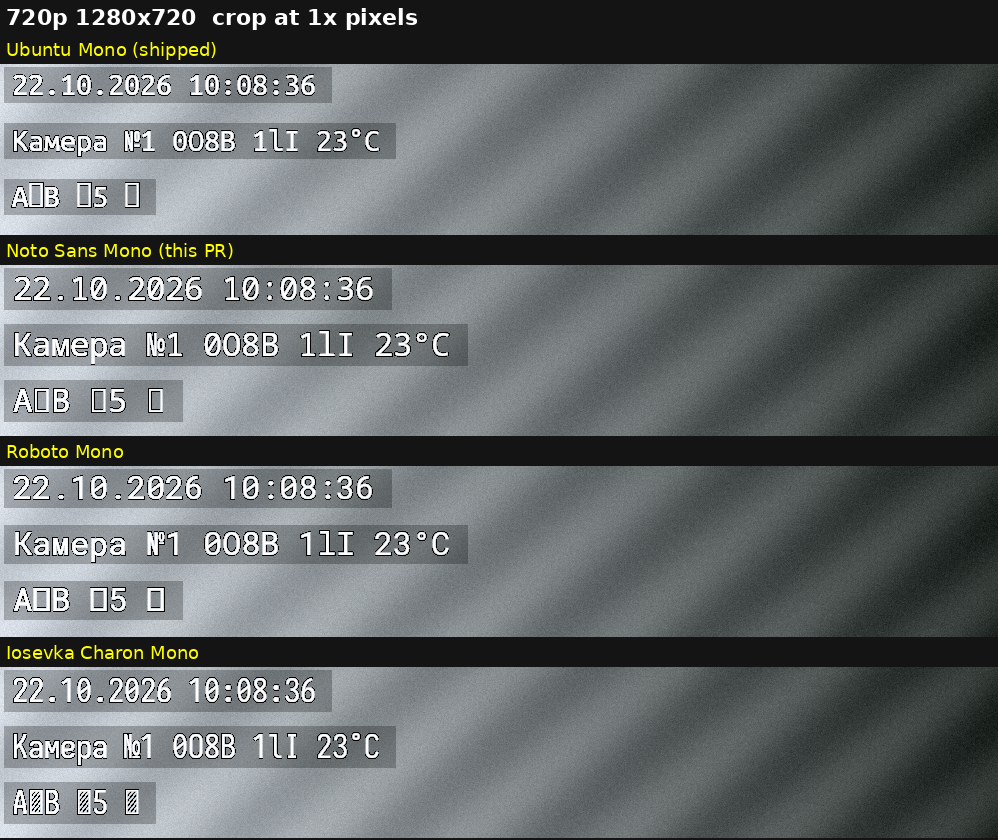 720p 1280x720 crop at 1x pixels
Ubuntu Mono (shipped)
22.10.2026 10:08:36
Камера №1 0O8B 1lI 23°C
A□B □5 □
Noto Sans Mono (this PR)
22.10.2026 10:08:36
Камера №1 0O8B 1lI 23°C
A□B □5 □
Roboto Mono
22.10.2026 10:08:36
Камера №1 0O8B 1lI 23°C
A□B □5 □
Iosevka Charon Mono
22.10.2026 10:08:36
Камера №1 0O8B 1lI 23°C
A▨B ▨5 ▨